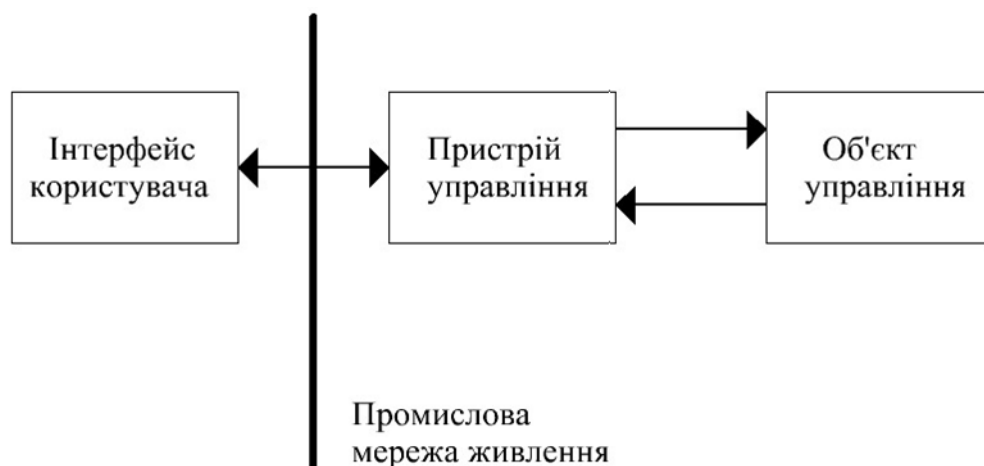 Інтерфейс
користувача
Пристрій
управління
Об'єкт
управління
Промислова
мережа живлення